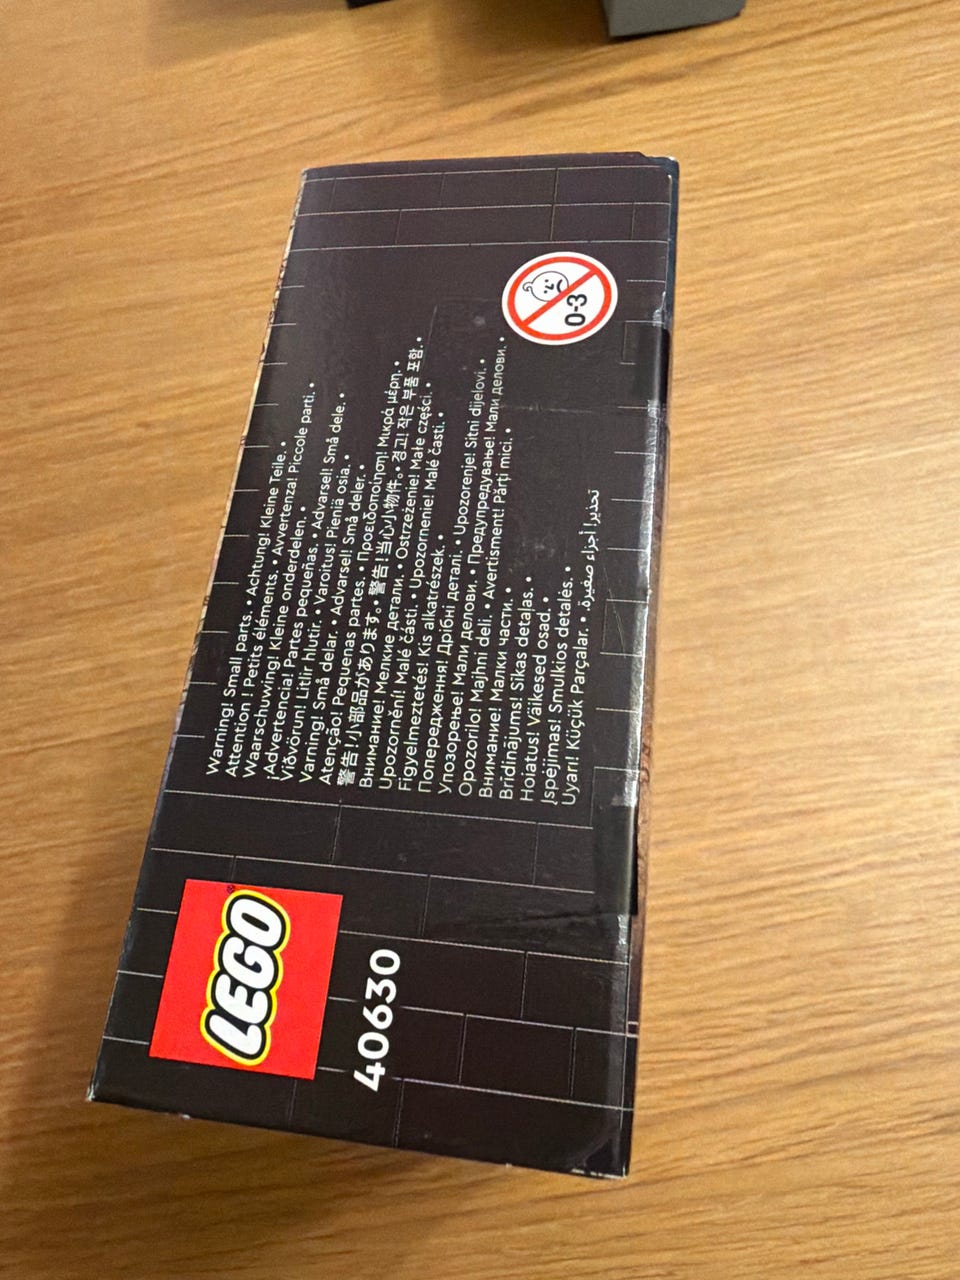 LEGO®
40630
Warning! Small parts. • Achtung! Kleine Teile. •
Attention ! Petits éléments. • Avvertenza! Piccole parti. •
Waarschuwing! Kleine onderdelen. •
¡Advertencia! Partes pequeñas. • Advarsel! Små dele. •
Viðvörun! Litlir hlutir. • Varoitus! Pieniä osia. •
Varning! Små delar. • Advarsel! Små deler. •
Atenção! Pequenas partes. • Προειδοποίηση! Μικρά μέρη. •
警告！小部品があります。• 警告！当心小物件。• 경고! 작은 부품 포함. •
Внимание! Мелкие детали. • Ostrzeżenie! Małe części. •
Upozornění! Malé části. • Upozornenie! Malé časti. •
Figyelmeztetés! Kis alkatrészek. •
Попередження! Дрібні деталі. • Upozorenje! Sitni dijelovi. •
Упозорење! Мали делови. • Предупредување! Мали делови. •
Opozorilo! Majhni deli. • Avertisment! Părți mici. •
Внимание! Малки части. •
Brīdinājums! Sīkas detaļas. •
Hoiatus! Väikesed osad. •
Įspėjimas! Smulkios detalės. •
Uyarı! Küçük Parçalar. • تحذير! أجزاء صغيرة •
0-3